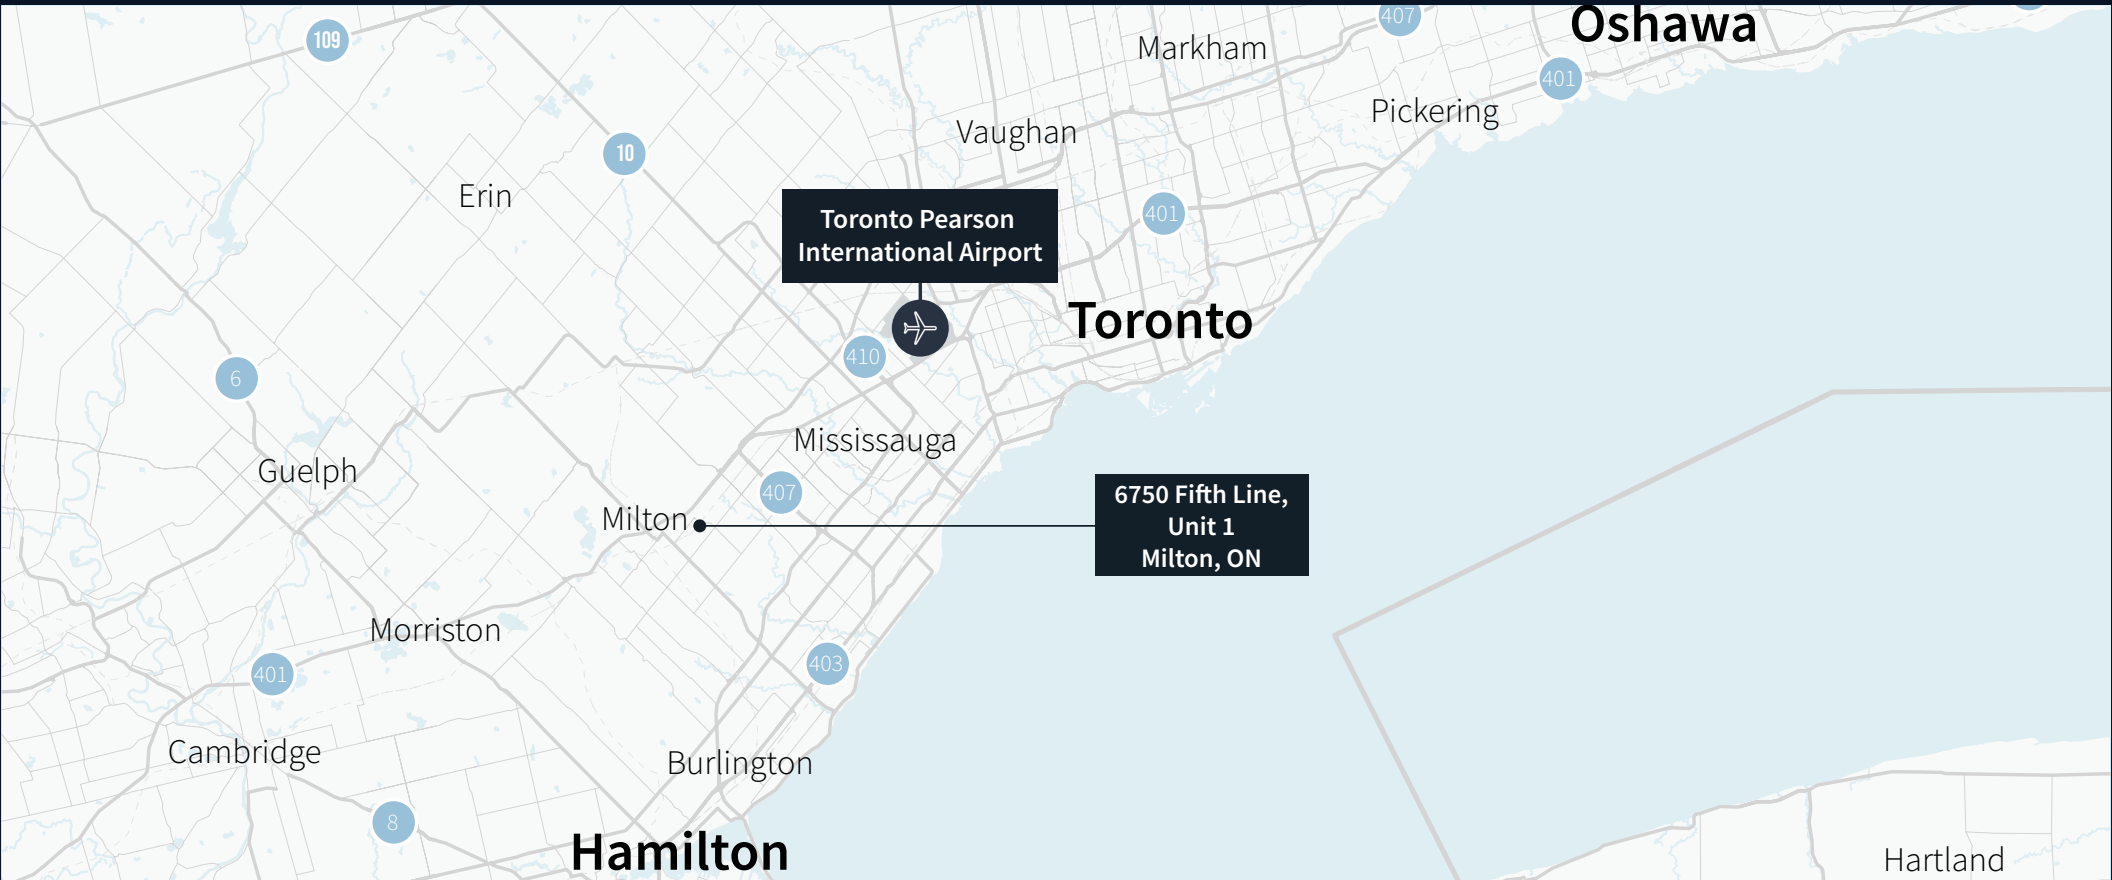 Oshawa
407
109
Markham
401
Pickering
Vaughan
10
Erin
401
Toronto Pearson
International Airport
Toronto
410
6
Mississauga
Guelph
407
Milton
6750 Fifth Line,
Unit 1
Milton, ON
Morriston
403
401
Cambridge
Burlington
8
Hamilton
Hartland